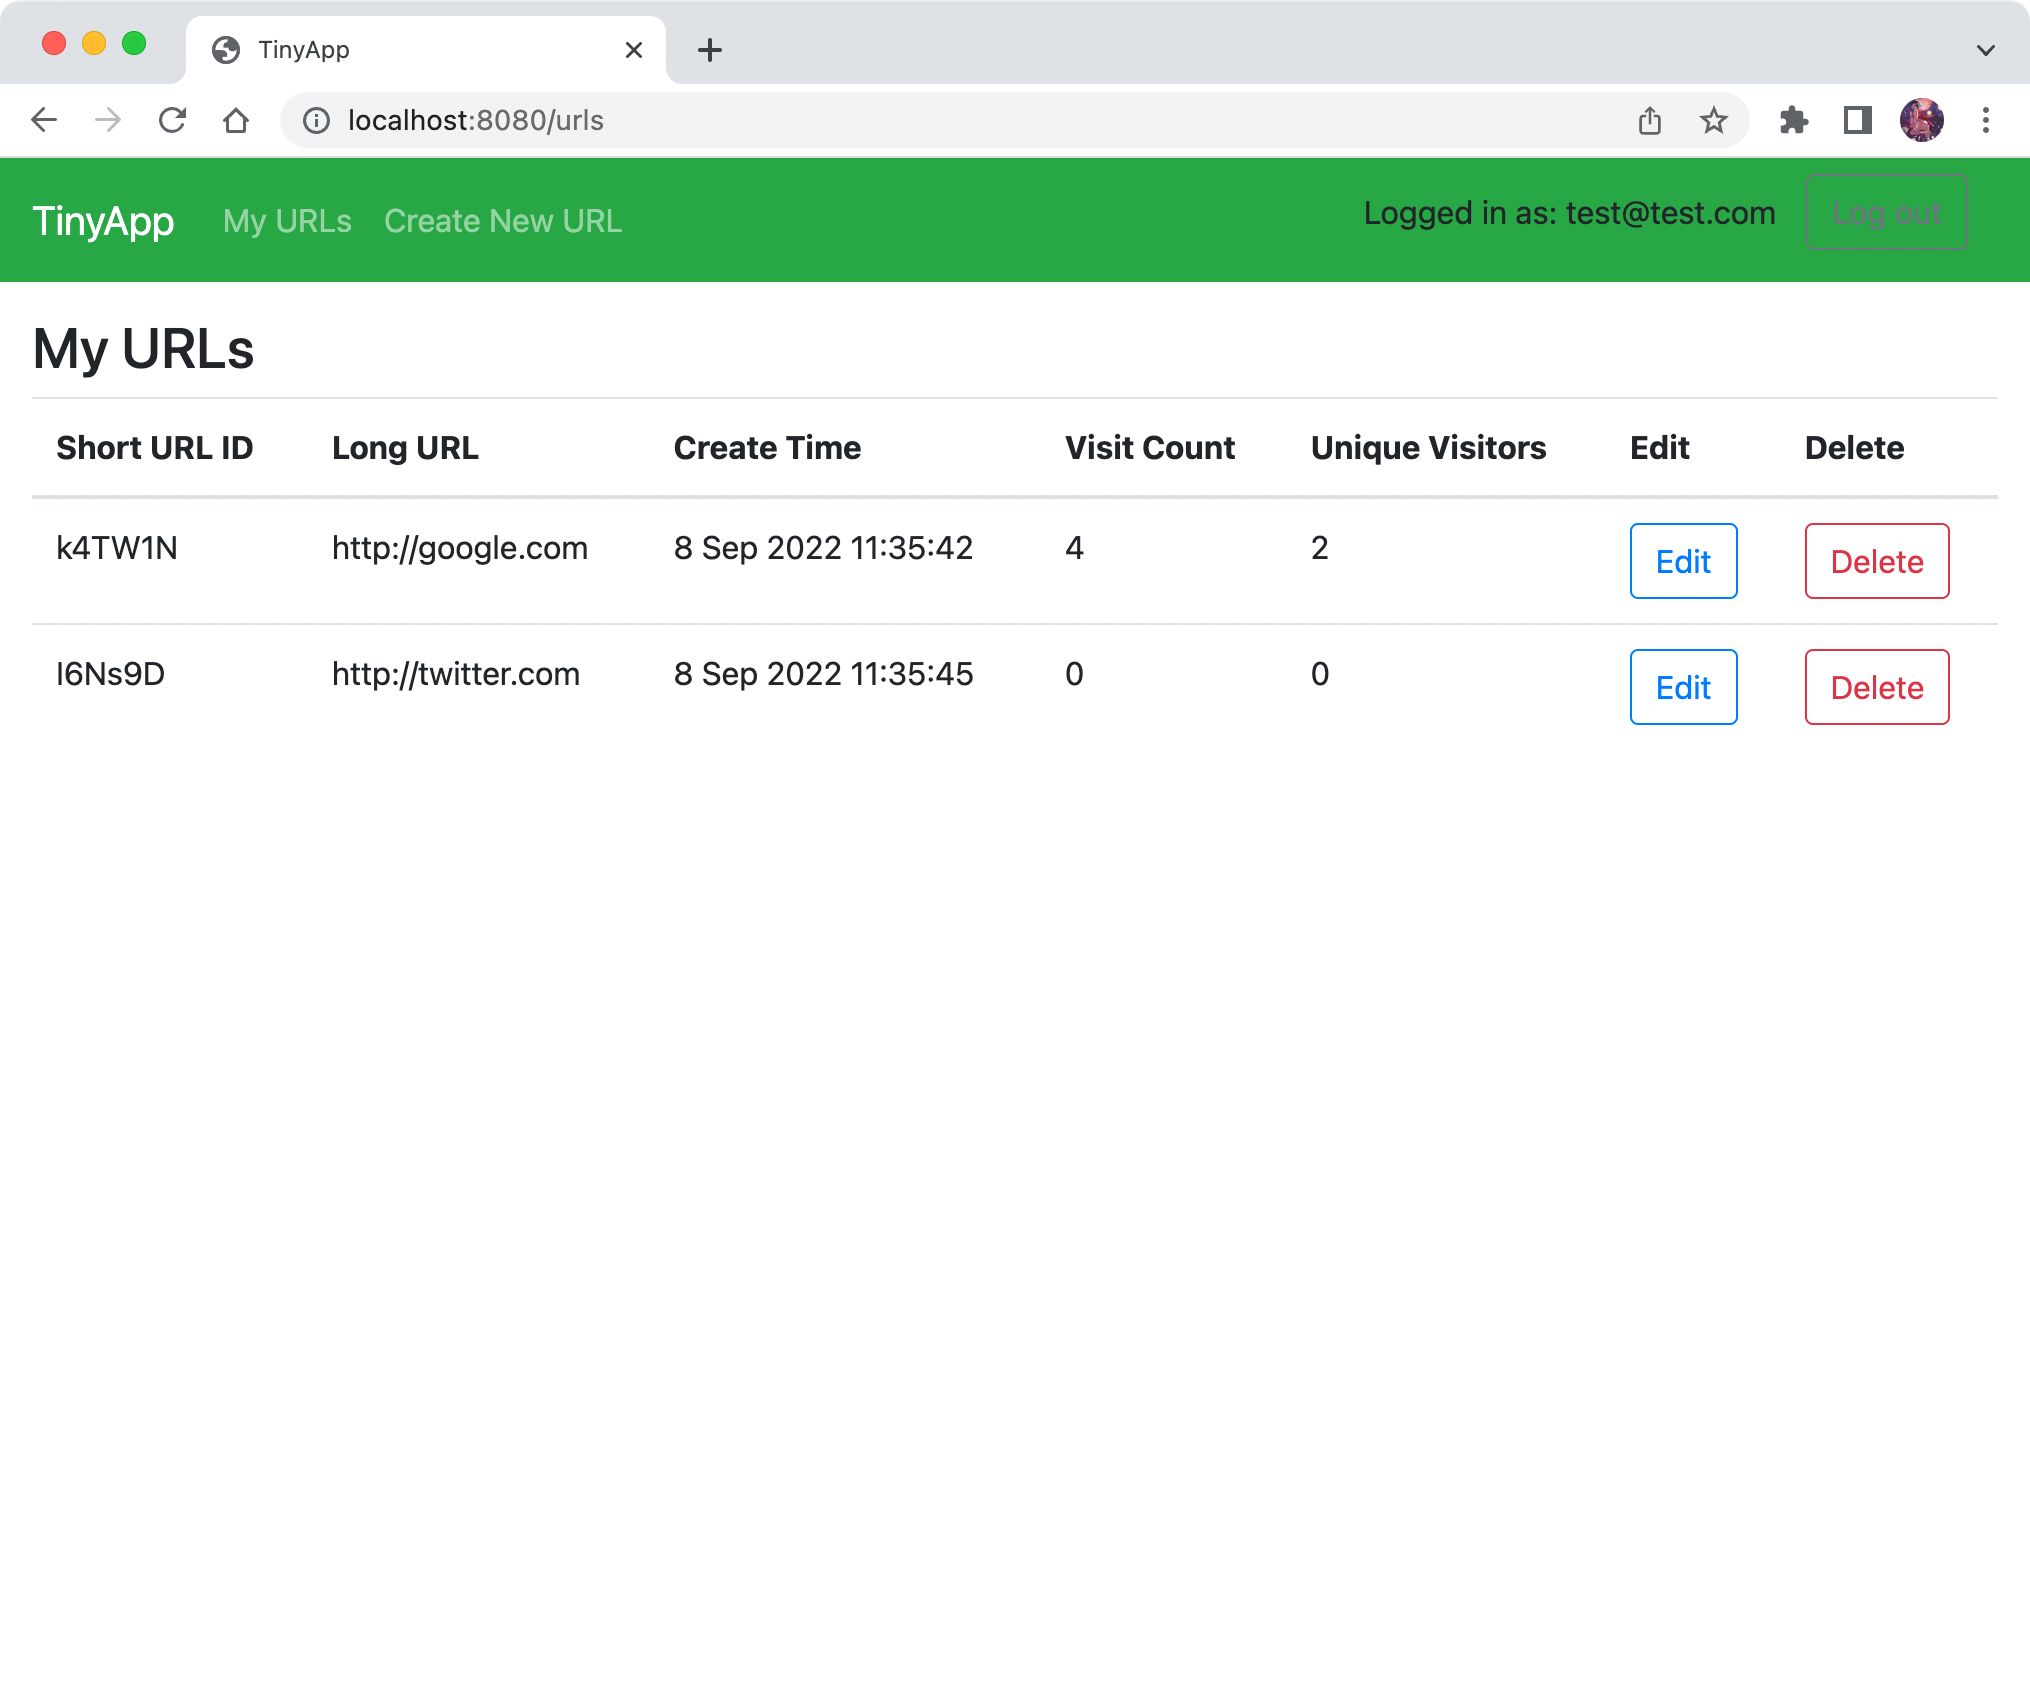 TinyApp
localhost:8080/urls
TinyApp My URLs Create New URL Logged in as: test@test.com Log out
My URLs
Short URL ID Long URL Create Time Visit Count Unique Visitors Edit Delete
k4TW1N http://google.com 8 Sep 2022 11:35:42 4 2 Edit Delete
l6Ns9D http://twitter.com 8 Sep 2022 11:35:45 0 0 Edit Delete